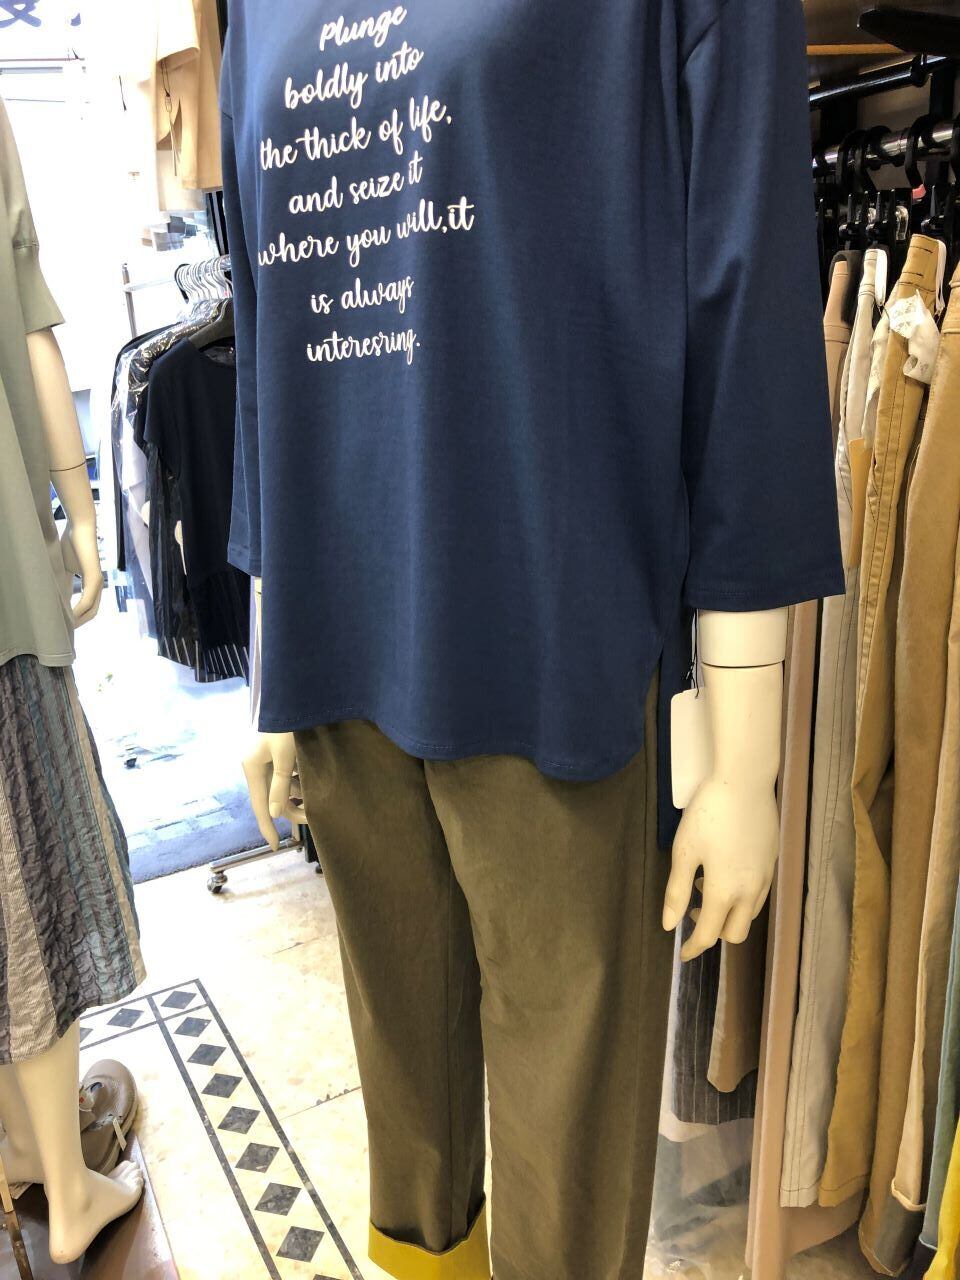 Plunge
boldly into
the thick of life,
and seize it
where you will, it
is always
interesring.